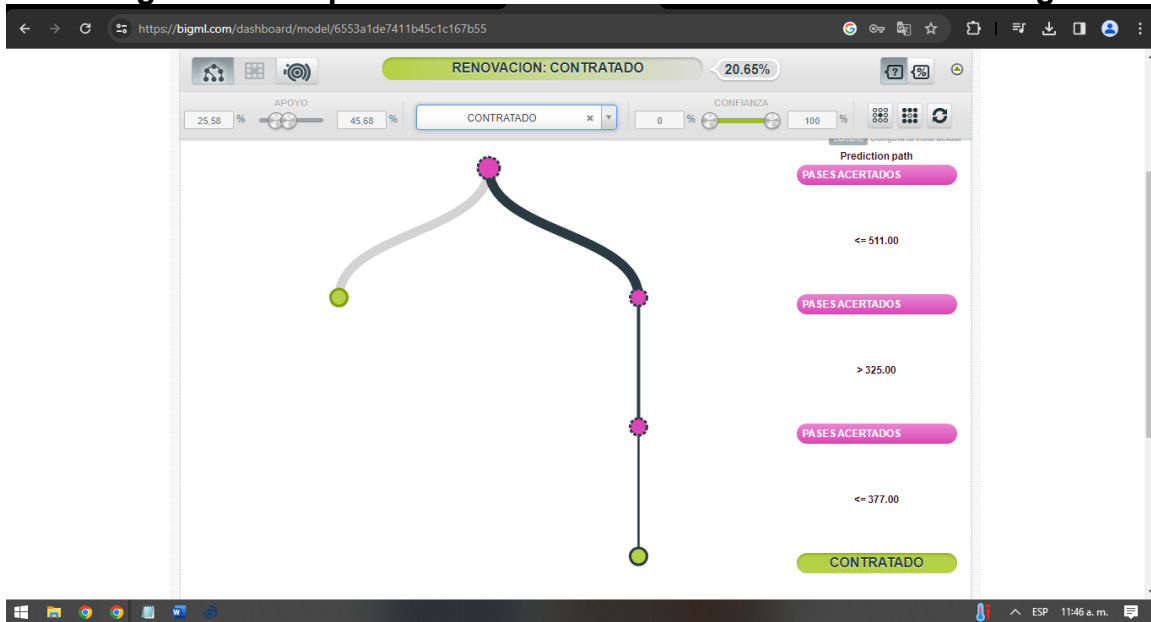 https://bigml.com/dashboard/model/6553a1de7411b45c1c167b55
RENOVACION: CONTRATADO
20.65%
APOYO
25,58 %
45,68 %
CONTRATADO
CONFIANZA
0 %
100 %
Prediction path
PASES ACERTADOS
<= 511.00
PASES ACERTADOS
> 325.00
PASES ACERTADOS
<= 377.00
CONTRATADO
ESP 11:46 a. m.